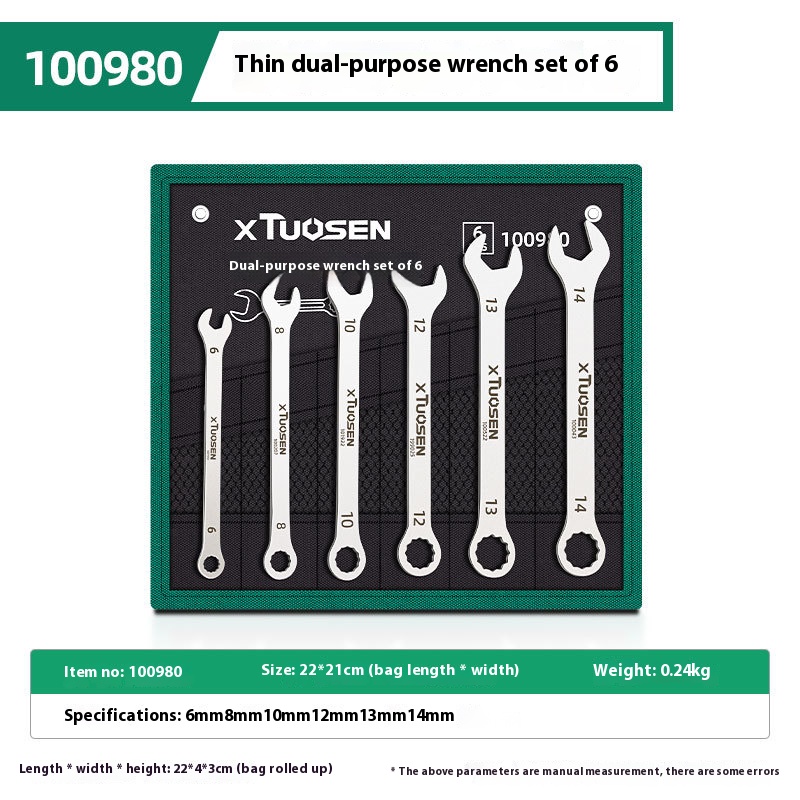 100980
Thin dual-purpose wrench set of 6
XTUOSEN
6
100980
Dual-purpose wrench set of 6
6
8
10
12
13
14
XTUOSEN
XTUOSEN
XTUOSEN
XTUOSEN
XTUOSEN
XTUOSEN
6
8
10
12
13
14
Item no: 100980
Size: 22*21cm (bag length * width)
Weight: 0.24kg
Specifications: 6mm8mm10mm12mm13mm14mm
Length * width * height: 22*4*3cm (bag rolled up)
* The above parameters are manual measurement, there are some errors